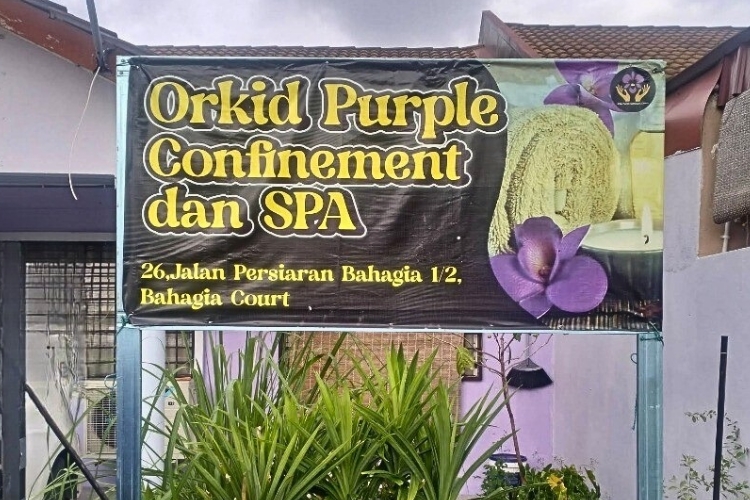 Orkid Purple
Confinement
dan SPA
26,Jalan Persiaran Bahagia 1/2,
Bahagia Court